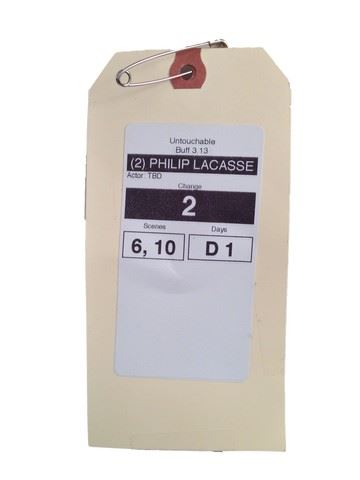 Untouchable
Buff 3.13
(2) PHILIP LACASSE
Actor: TBD
Change
2
Scenes Days
6, 10 D 1